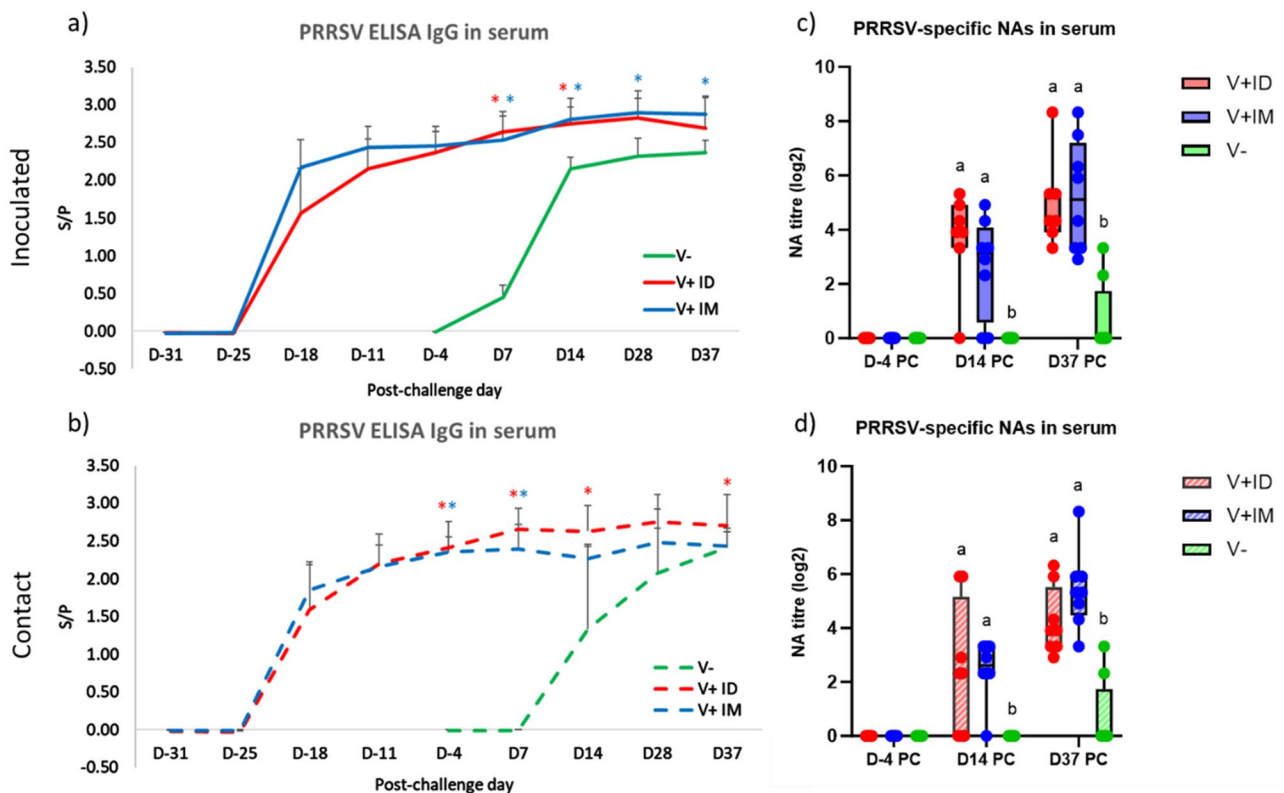 a)
PRRSV ELISA IgG in serum
Inoculated
S/P
3.50
3.00
2.50
2.00
1.50
1.00
0.50
0.00
-0.50
* * * * * *
V-
V+ ID
V+ IM
D-31 D-25 D-18 D-11 D-4 D7 D14 D28 D37
Post-challenge day
c)
PRRSV-specific NAs in serum
NA titre (log2)
10
8
6
4
2
0
a a b a a b
D-4 PC D14 PC D37 PC
V+ID
V+IM
V-
b)
PRRSV ELISA IgG in serum
Contact
S/P
3.50
3.00
2.50
2.00
1.50
1.00
0.50
0.00
-0.50
* * * * * *
V-
V+ ID
V+ IM
D-31 D-25 D-18 D-11 D-4 D7 D14 D28 D37
Post-challenge day
d)
PRRSV-specific NAs in serum
NA titre (log2)
10
8
6
4
2
0
a a b a a b
D-4 PC D14 PC D37 PC
V+ID
V+IM
V-